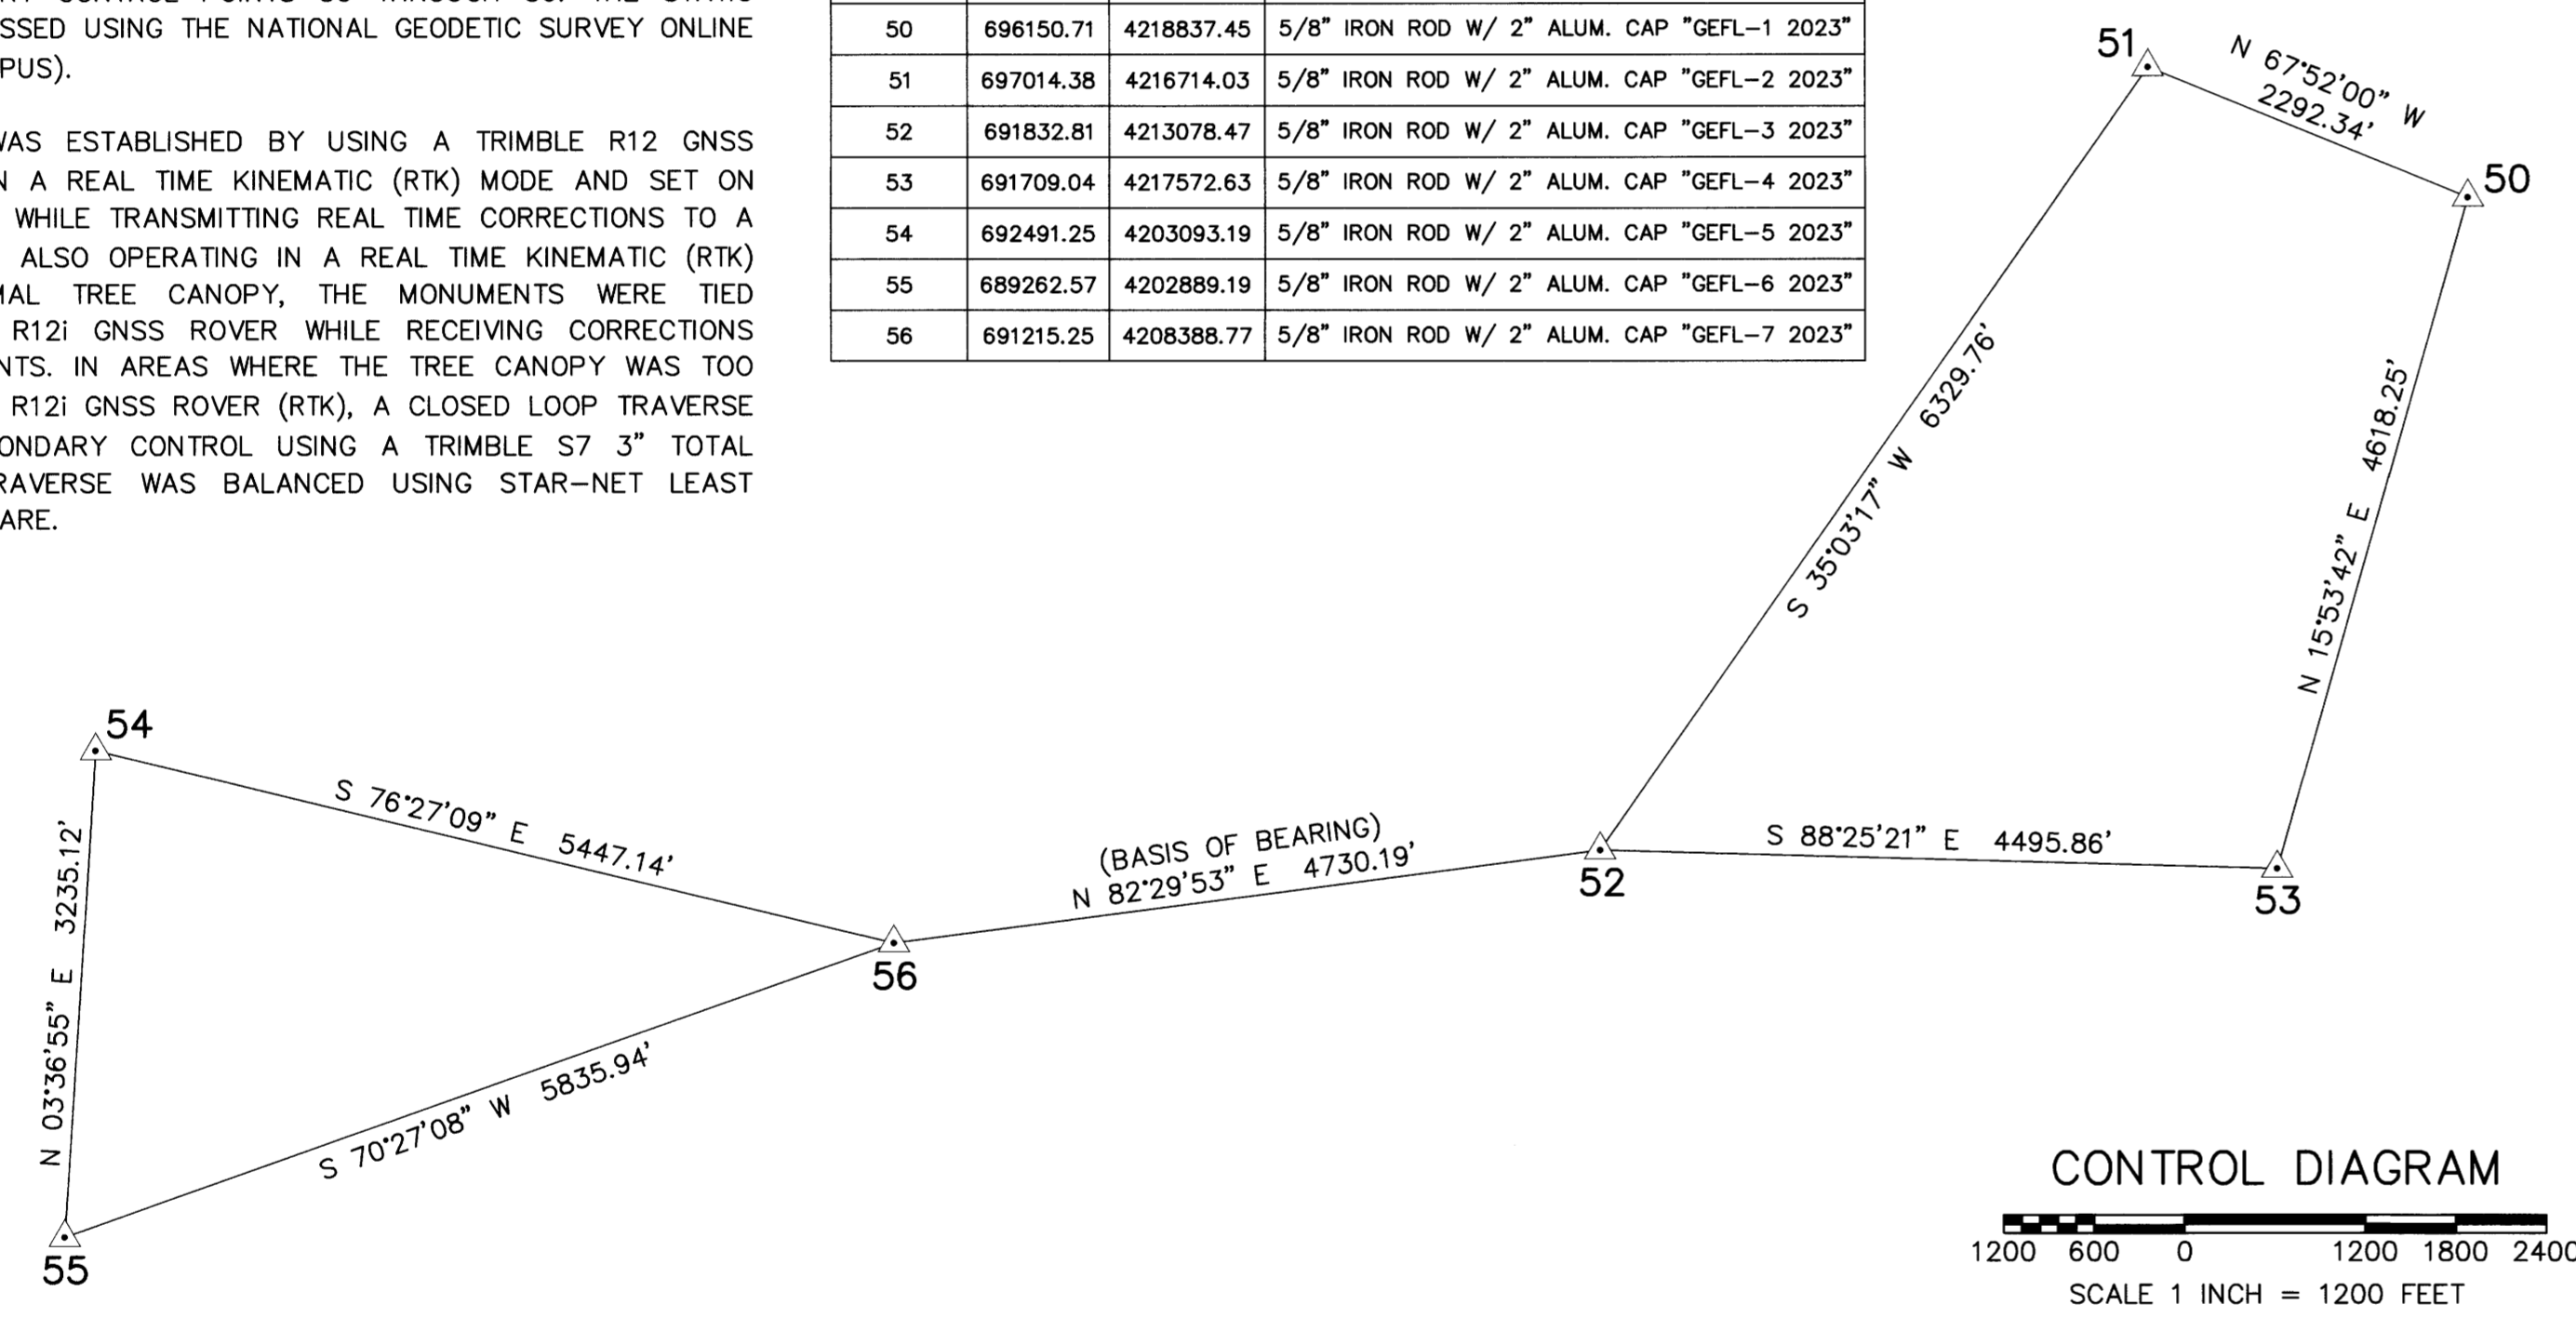 SSED USING THE NATIONAL GEODETIC SURVEY ONLINE
PUS).
WAS ESTABLISHED BY USING A TRIMBLE R12 GNSS
N A REAL TIME KINEMATIC (RTK) MODE AND SET ON
WHILE TRANSMITTING REAL TIME CORRECTIONS TO A
ALSO OPERATING IN A REAL TIME KINEMATIC (RTK)
MAL TREE CANOPY, THE MONUMENTS WERE TIED
R12i GNSS ROVER WHILE RECEIVING CORRECTIONS
NTS. IN AREAS WHERE THE TREE CANOPY WAS TOO
R12i GNSS ROVER (RTK), A CLOSED LOOP TRAVERSE
ONDARY CONTROL USING A TRIMBLE S7 3" TOTAL
RAVERSE WAS BALANCED USING STAR-NET LEAST
ARE.
50 696150.71 4218837.45 5/8" IRON ROD W/ 2" ALUM. CAP "GEFL-1 2023"
51 697014.38 4216714.03 5/8" IRON ROD W/ 2" ALUM. CAP "GEFL-2 2023"
52 691832.81 4213078.47 5/8" IRON ROD W/ 2" ALUM. CAP "GEFL-3 2023"
53 691709.04 4217572.63 5/8" IRON ROD W/ 2" ALUM. CAP "GEFL-4 2023"
54 692491.25 4203093.19 5/8" IRON ROD W/ 2" ALUM. CAP "GEFL-5 2023"
55 689262.57 4202889.19 5/8" IRON ROD W/ 2" ALUM. CAP "GEFL-6 2023"
56 691215.25 4208388.77 5/8" IRON ROD W/ 2" ALUM. CAP "GEFL-7 2023"
51
N 67°52'00" W
2292.34'
50
S 35°03'17" W 6329.76'
N 15°53'42" E 4618.25'
54
S 76°27'09" E 5447.14'
N 03°36'55" E 3235.12'
(BASIS OF BEARING)
N 82°29'53" E 4730.19'
52
S 88°25'21" E 4495.86'
53
56
S 70°27'08" W 5835.94'
55
CONTROL DIAGRAM
1200 600 0 1200 1800 2400
SCALE 1 INCH = 1200 FEET